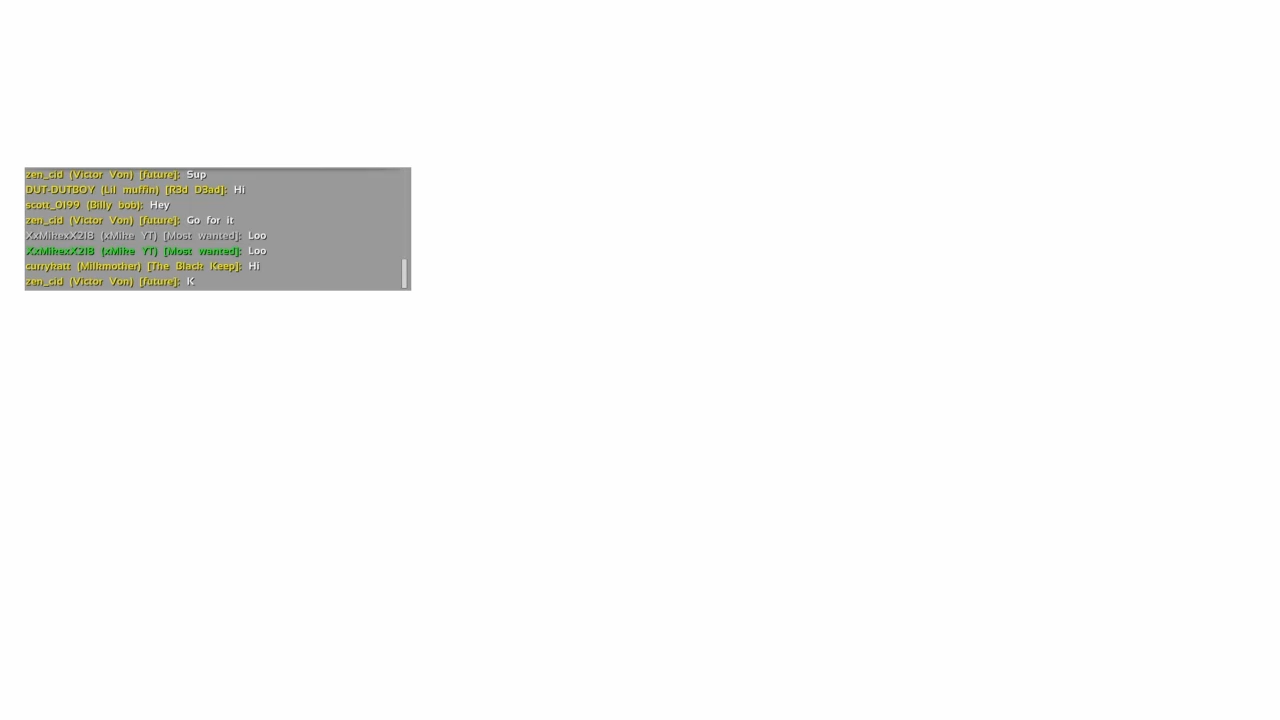 zen_cid (Victor Von) [future]: Sup
DUT-DUTBOY (Lil muffin) [R3d D3ad]: Hi
scott_0199 (Billy bob): Hey
zen_cid (Victor Von) [future]: Go for it
XxMikexX218 (xMike YT) [Most wanted]: Loo
XxMikexX218 (xMike YT) [Most wanted]: Loo
currykatt (Milkmother) [The Black Keep]: Hi
zen_cid (Victor Von) [future]: K